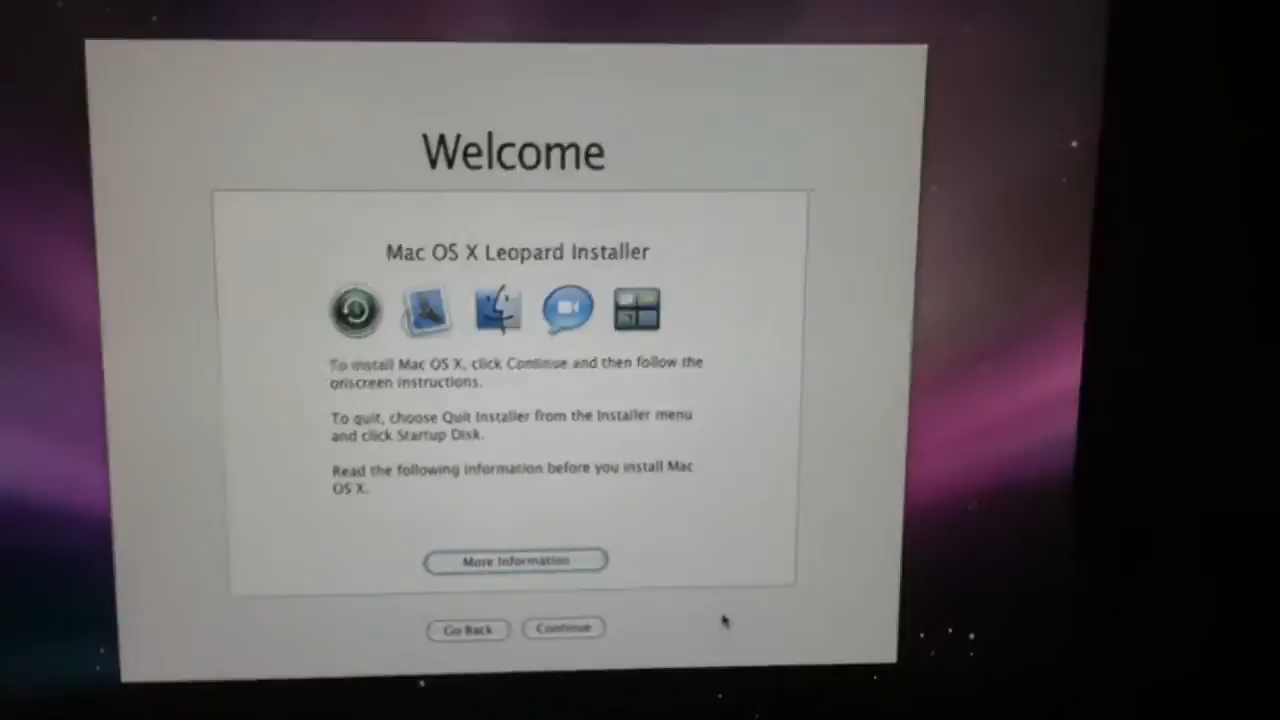 Welcome
Mac OS X Leopard Installer
To install Mac OS X, click Continue and then follow the
onscreen instructions.
To quit, choose Quit Installer from the Installer menu
and click Startup Disk.
Read the following information before you install Mac
OS X.
More Information
Go Back
Continue